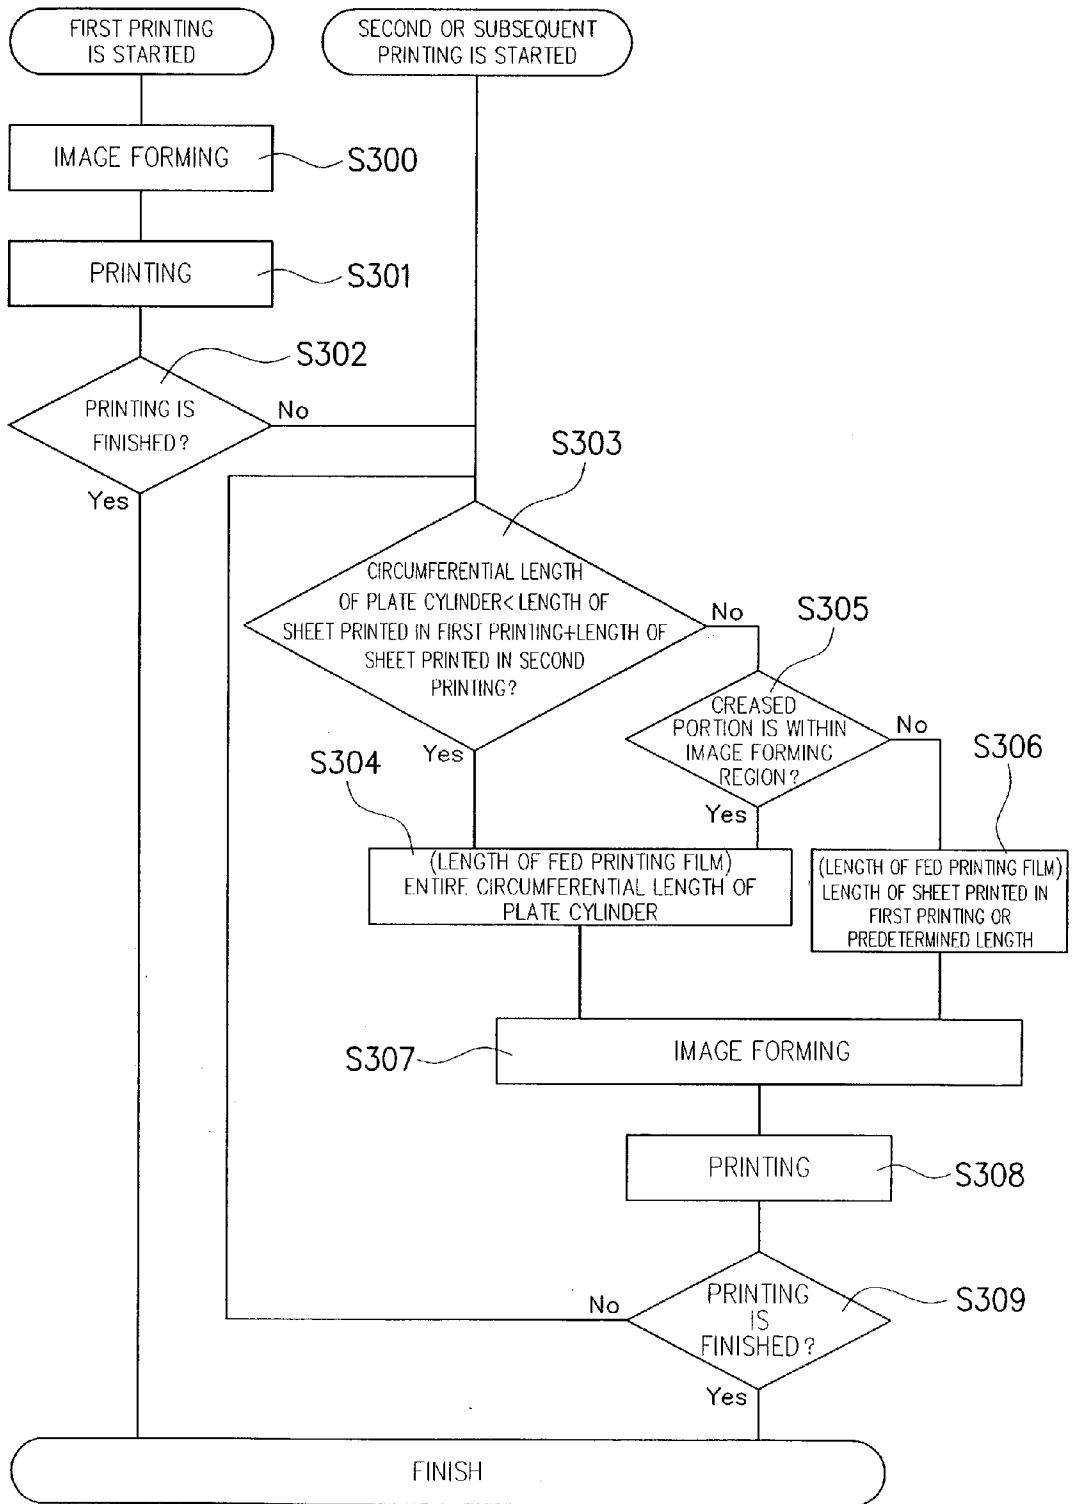 FIRST PRINTING
IS STARTED
SECOND OR SUBSEQUENT
PRINTING IS STARTED
IMAGE FORMING
S300
PRINTING
S301
S302
PRINTING IS
FINISHED?
No
Yes
S303
CIRCUMFERENTIAL LENGTH
OF PLATE CYLINDER<LENGTH OF
SHEET PRINTED IN FIRST PRINTING+LENGTH OF
SHEET PRINTED IN SECOND
PRINTING?
No
Yes
S305
CREASED
PORTION IS WITHIN
IMAGE FORMING
REGION?
No
Yes
S304
(LENGTH OF FED PRINTING FILM)
ENTIRE CIRCUMFERENTIAL LENGTH OF
PLATE CYLINDER
S306
(LENGTH OF FED PRINTING FILM)
LENGTH OF SHEET PRINTED IN
FIRST PRINTING OR
PREDETERMINED LENGTH
S307
IMAGE FORMING
PRINTING
S308
PRINTING
IS
FINISHED?
S309
No
Yes
FINISH